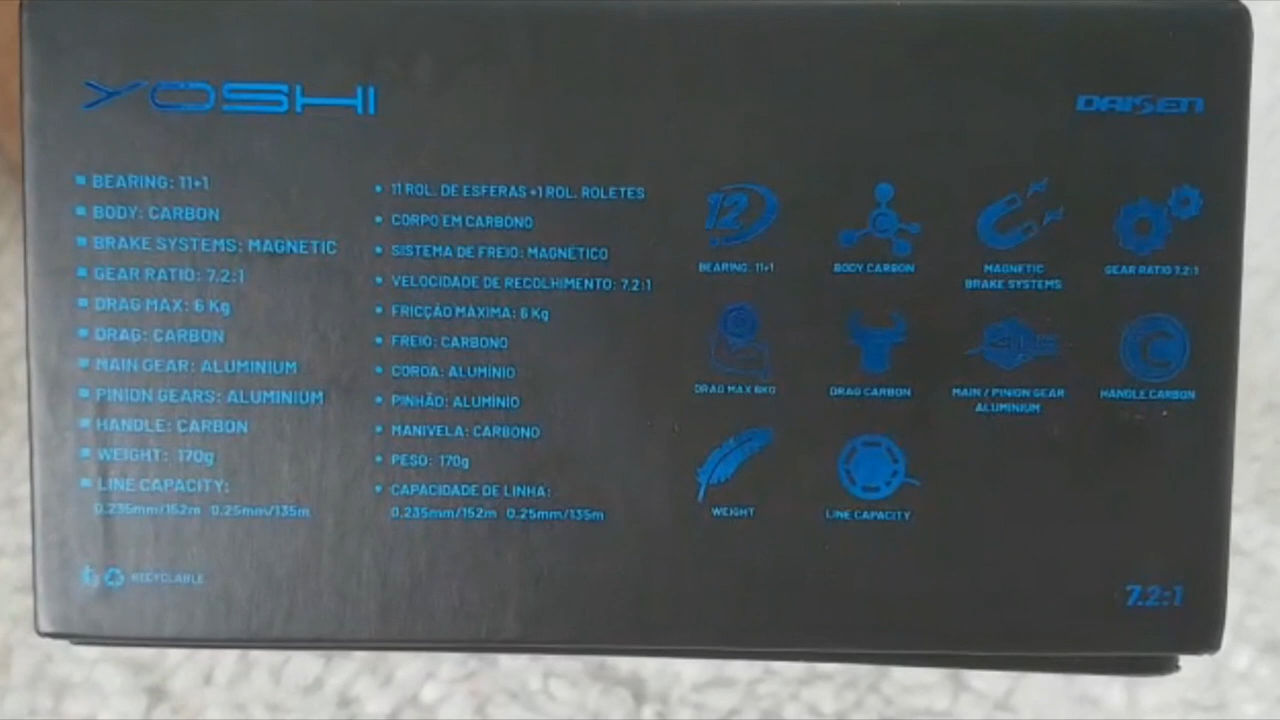 YOSHI
DAISEN
BEARING: 11+1
BODY: CARBON
BRAKE SYSTEMS: MAGNETIC
GEAR RATIO: 7.2:1
DRAG MAX: 6 Kg
DRAG: CARBON
MAIN GEAR: ALUMINIUM
PINION GEARS: ALUMINIUM
HANDLE: CARBON
WEIGHT: 170g
LINE CAPACITY:
0.235mm/152m 0.25mm/135m
11 ROL. DE ESFERAS +1 ROL. ROLETES
CORPO EM CARBONO
SISTEMA DE FREIO: MAGNÉTICO
VELOCIDADE DE RECOLHIMENTO: 7.2:1
FRICÇÃO MÁXIMA: 6 Kg
FREIO: CARBONO
COROA: ALUMÍNIO
PINHÃO: ALUMÍNIO
MANIVELA: CARBONO
PESO: 170g
CAPACIDADE DE LINHA:
0.235mm/152m 0.25mm/135m
12
BEARING: 11+1
BODY CARBON
MAGNETIC
BRAKE SYSTEMS
GEAR RATIO 7.2:1
DRAG MAX 6KG
DRAG CARBON
MAIN / PINION GEAR
ALUMINIUM
C
HANDLE CARBON
WEIGHT
LINE CAPACITY
RECYCLABLE
7.2:1